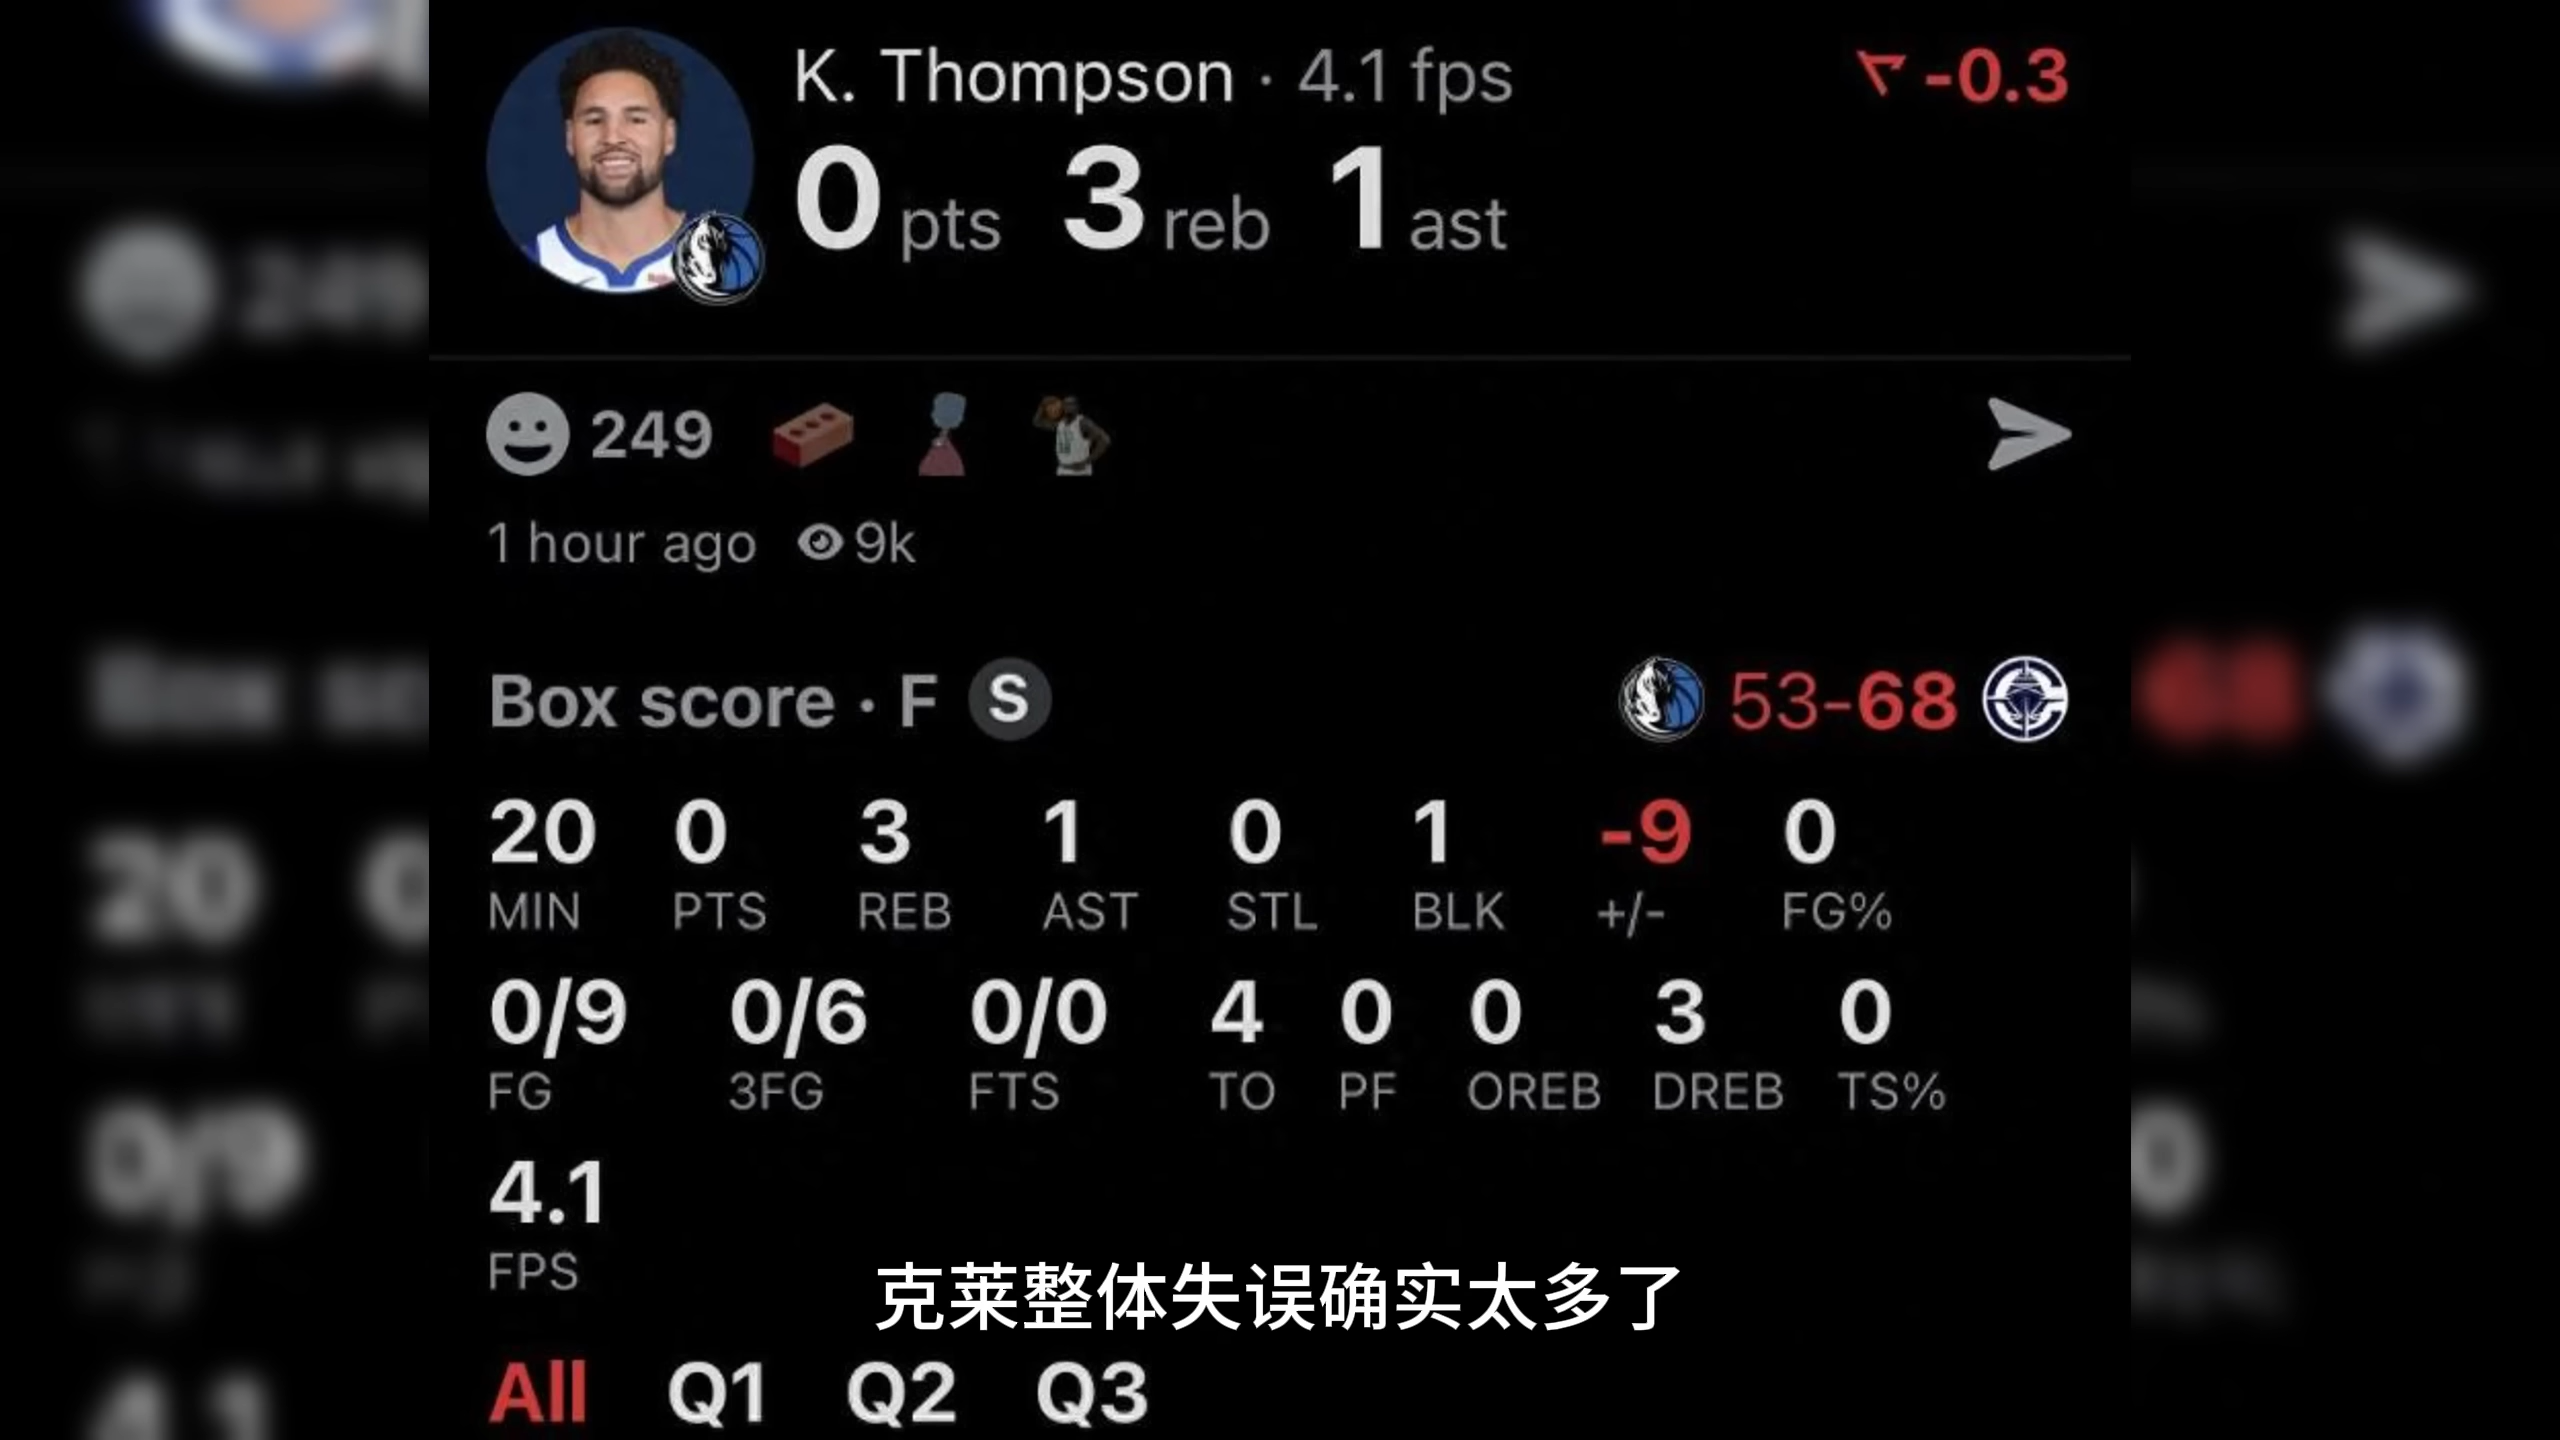 K. Thompson · 4.1 fps
-0.3
0 pts 3 reb 1 ast
249
1 hour ago 9k
Box score · F S
53-68
20 0 3 1 0 1 -9 0
MIN PTS REB AST STL BLK +/- FG%
0/9 0/6 0/0 4 0 0 3 0
FG 3FG FTS TO PF OREB DREB TS%
4.1
FPS
克莱整体失误确实太多了
All Q1 Q2 Q3